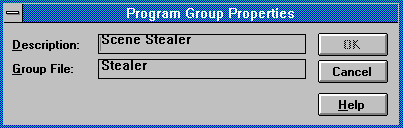 Program Group Properties
Description: Scene Stealer OK
Group File: Stealer Cancel
Help